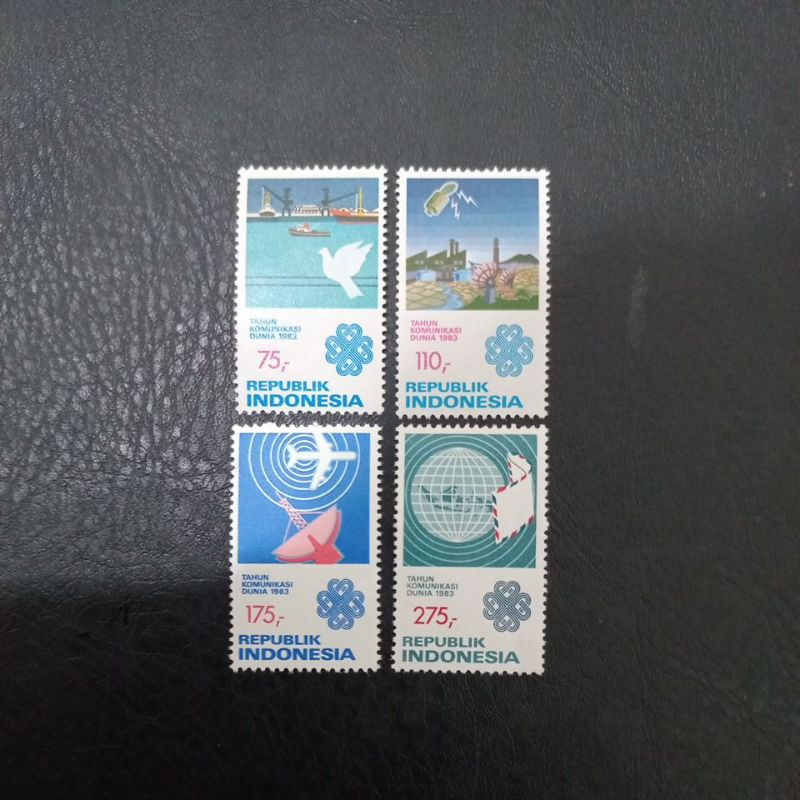 TAHUN
KOMUNIKASI
DUNIA 1983
75,-
REPUBLIK
INDONESIA
TAHUN
KOMUNIKASI
DUNIA 1983
110,-
REPUBLIK
INDONESIA
TAHUN
KOMUNIKASI
DUNIA 1983
175,-
REPUBLIK
INDONESIA
TAHUN
KOMUNIKASI
DUNIA 1983
275,-
REPUBLIK
INDONESIA